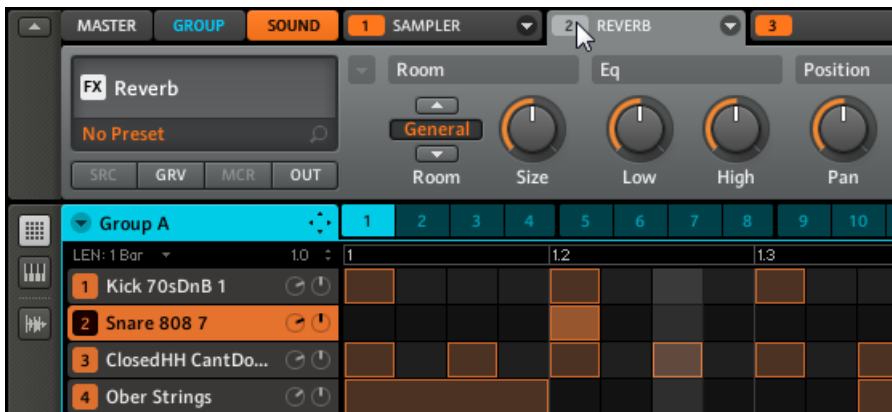 MASTER GROUP SOUND 1 SAMPLER 2 REVERB 3
FX Reverb
No Preset
SRC GRV MCR OUT
Room Eq Position
General
Room Size Low High Pan
Group A 1 2 3 4 5 6 7 8 9 10
LEN: 1 Bar 1.0 1 1.2 1.3
1 Kick 70sDnB 1
2 Snare 808 7
3 ClosedHH CantDo...
4 Ober Strings